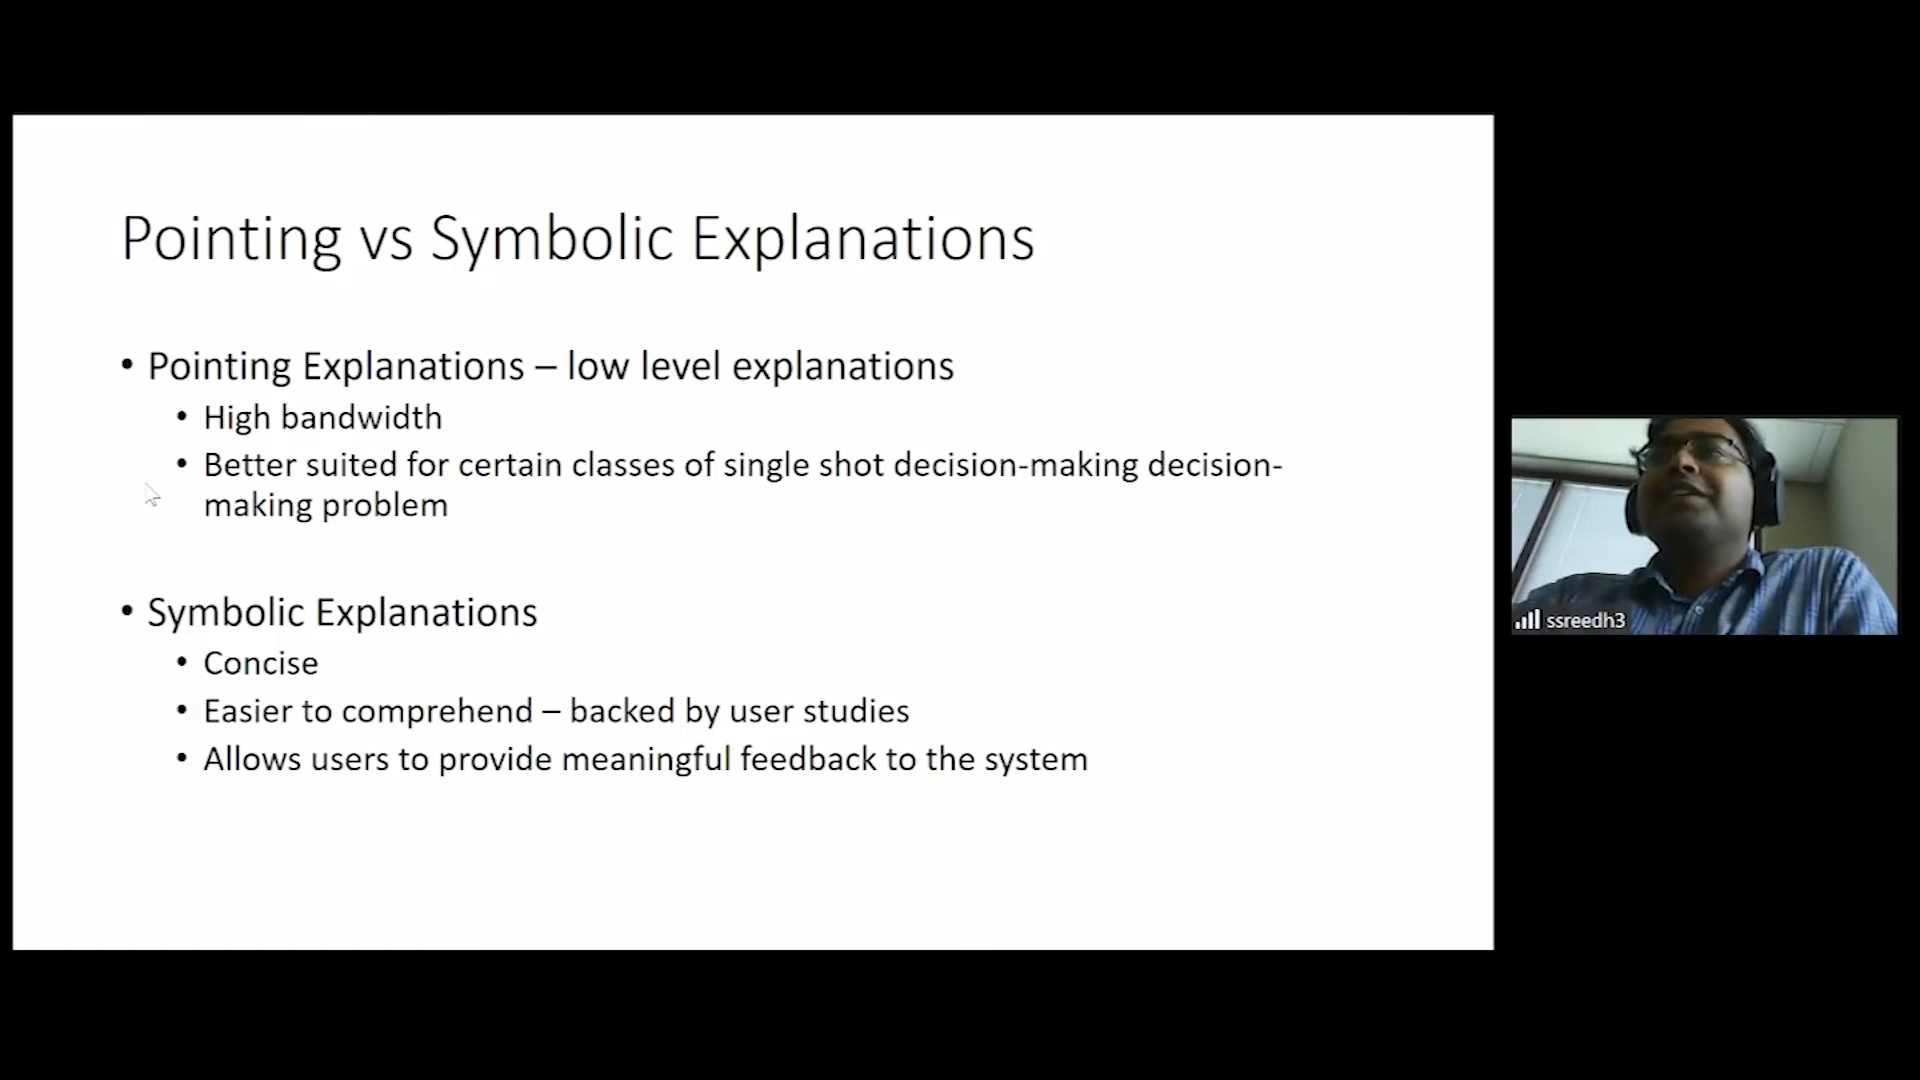 Pointing vs Symbolic Explanations
• Pointing Explanations – low level explanations
• High bandwidth
• Better suited for certain classes of single shot decision-making decision-
making problem
• Symbolic Explanations
• Concise
• Easier to comprehend – backed by user studies
• Allows users to provide meaningful feedback to the system
ssreedh3